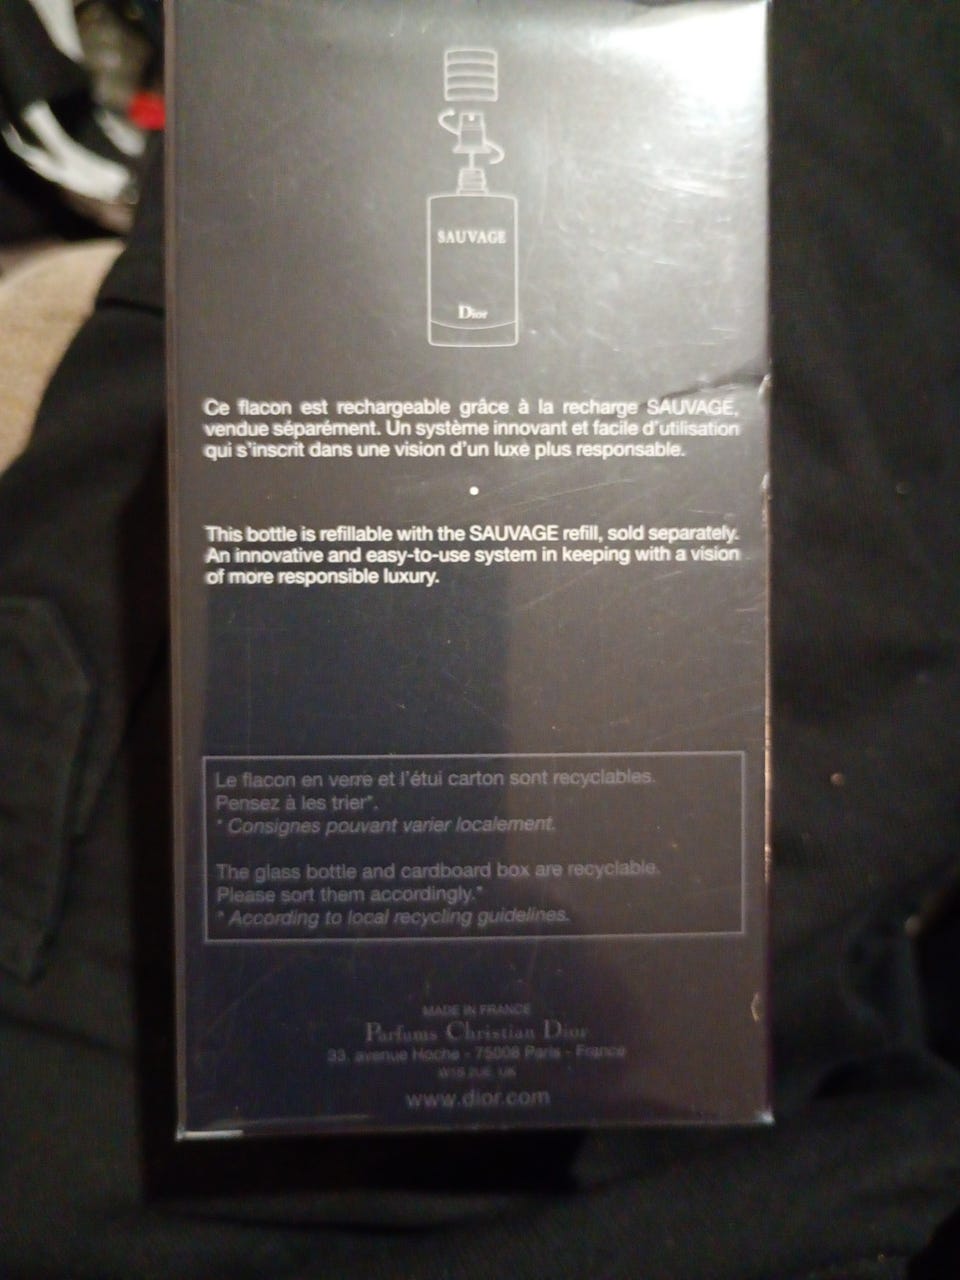 SAUVAGE
Dior
Ce flacon est rechargeable grâce à la recharge SAUVAGE,
vendue séparément. Un système innovant et facile d'utilisation
qui s'inscrit dans une vision d'un luxe plus responsable.
This bottle is refillable with the SAUVAGE refill, sold separately.
An innovative and easy-to-use system in keeping with a vision
of more responsible luxury.
Le flacon en verre et l'étui carton sont recyclables.
Pensez à les trier*.
* Consignes pouvant varier localement.
The glass bottle and cardboard box are recyclable.
Please sort them accordingly.*
* According to local recycling guidelines.
MADE IN FRANCE
Parfums Christian Dior
33, avenue Hoche - 75008 Paris - France
W1S 2UE, UK
www.dior.com